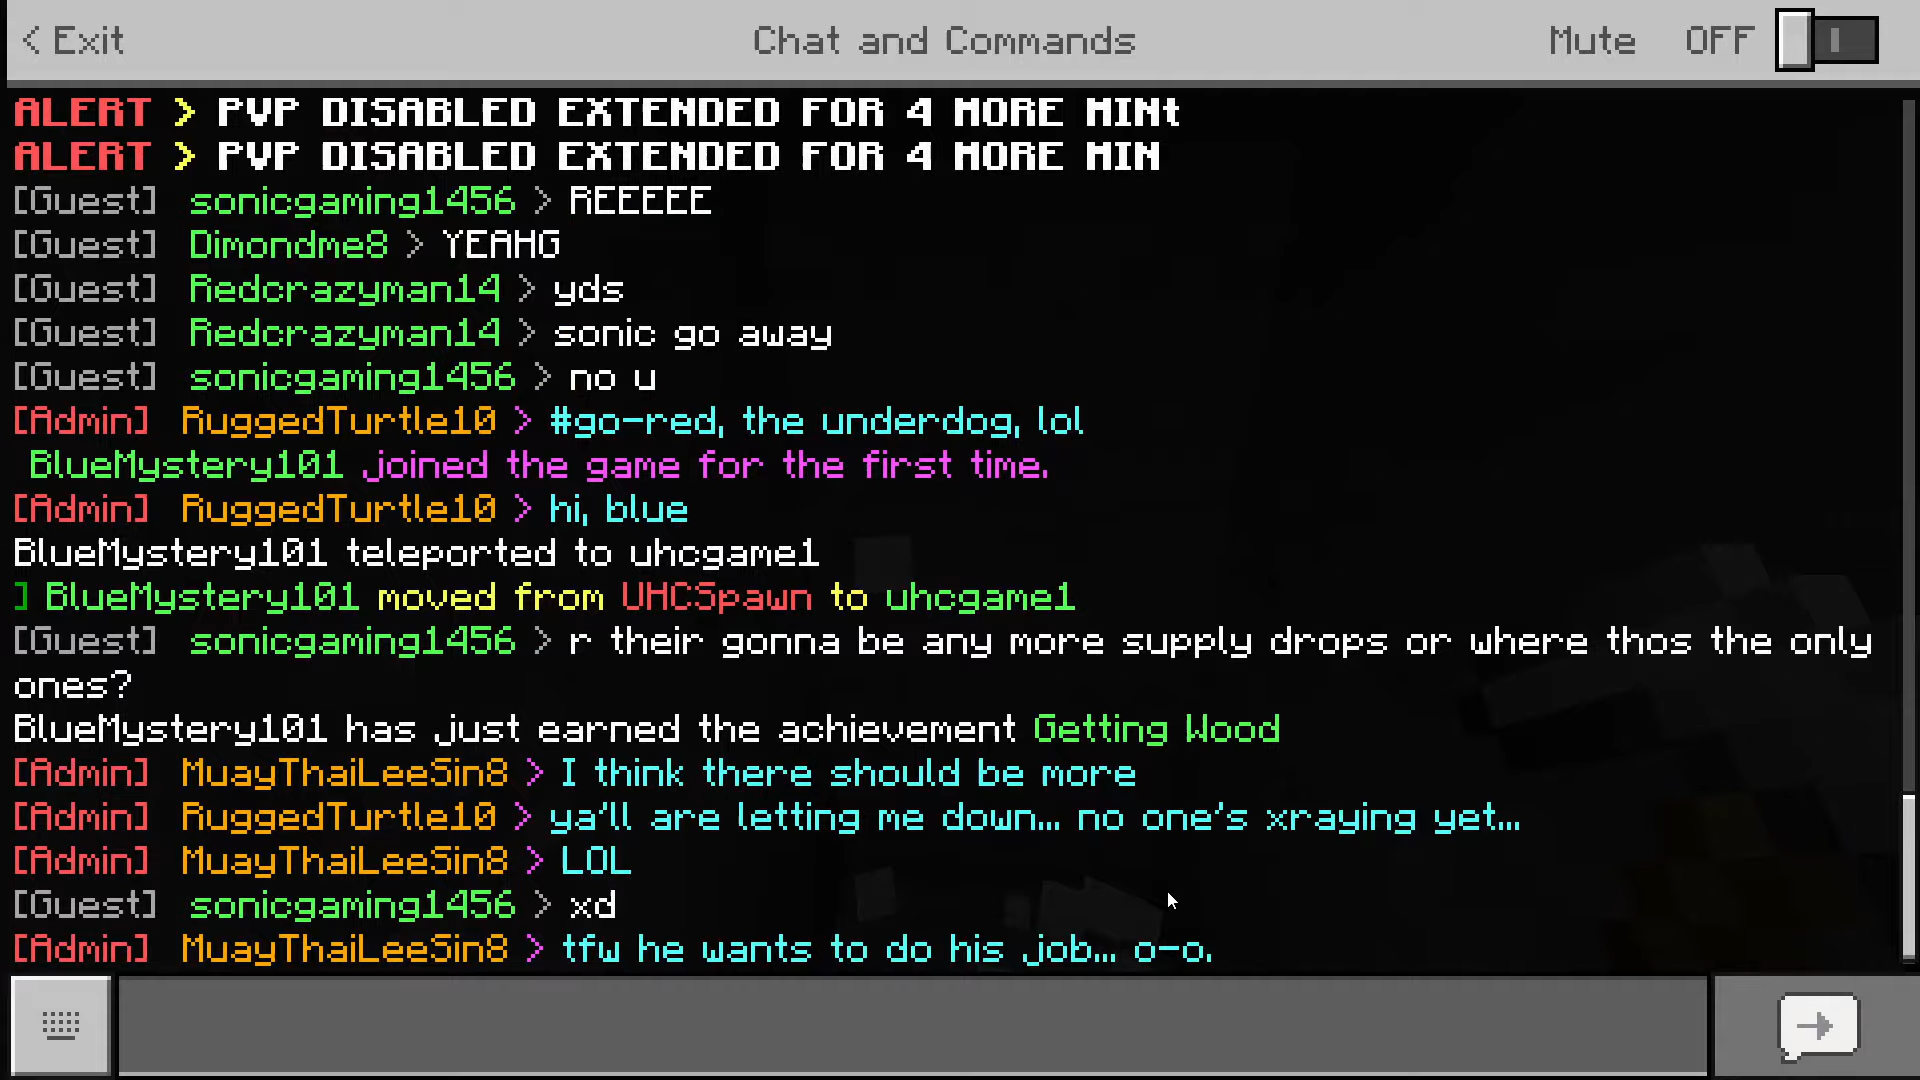 < Exit
Chat and Commands
Mute OFF
ALERT > PVP DISABLED EXTENDED FOR 4 MORE MINt
ALERT > PVP DISABLED EXTENDED FOR 4 MORE MIN
[Guest] sonicgaming1456 > REEEEE
[Guest] Dimondme8 > YEAHG
[Guest] Redcrazyman14 > yds
[Guest] Redcrazyman14 > sonic go away
[Guest] sonicgaming1456 > no u
[Admin] RuggedTurtle10 > #go-red, the underdog, lol
BlueMystery101 joined the game for the first time.
[Admin] RuggedTurtle10 > hi, blue
BlueMystery101 teleported to uhcgame1
] BlueMystery101 moved from UHCSpawn to uhcgame1
[Guest] sonicgaming1456 > r their gonna be any more supply drops or where thos the only
ones?
BlueMystery101 has just earned the achievement Getting Wood
[Admin] MuayThaiLeeSin8 > I think there should be more
[Admin] RuggedTurtle10 > ya'll are letting me down... no one's xraying yet...
[Admin] MuayThaiLeeSin8 > LOL
[Guest] sonicgaming1456 > xd
[Admin] MuayThaiLeeSin8 > tfw he wants to do his job... o-o.